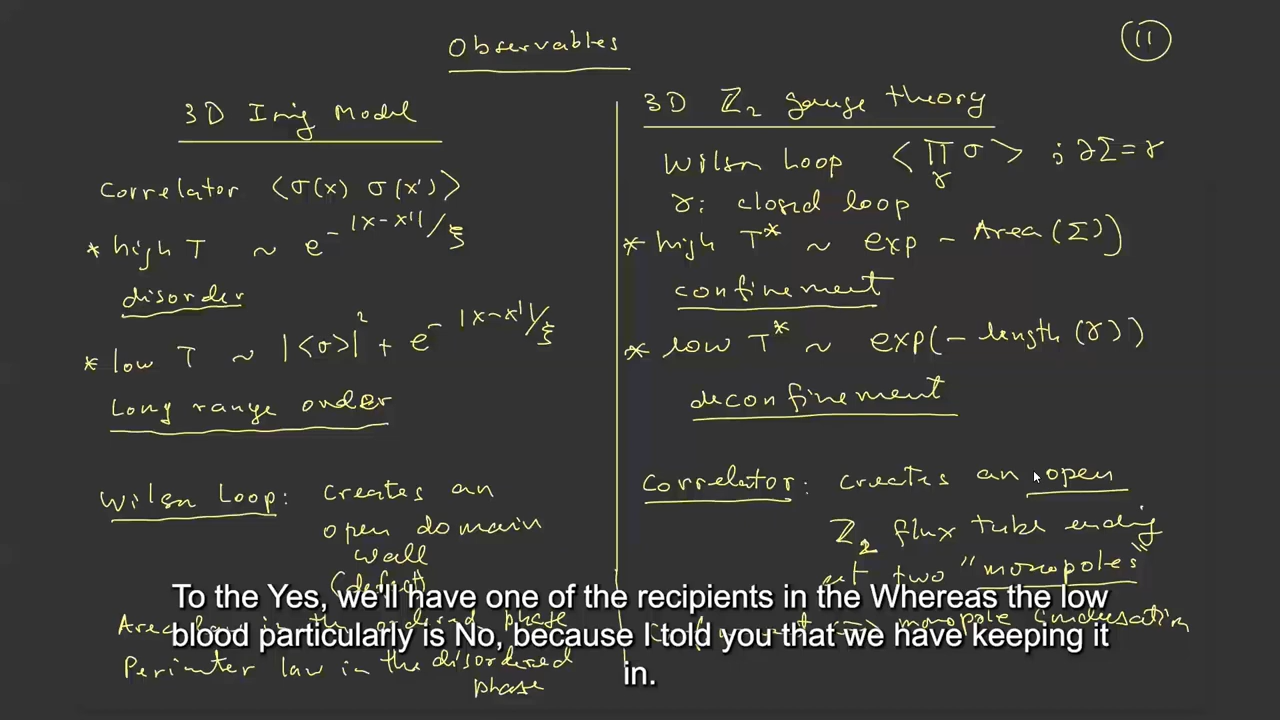 Observables
11
3D Ising Model
correlator ⟨σ(x) σ(x')⟩
* high T ~ e^{-|x-x'|/ξ}
disorder
* low T ~ |⟨σ⟩|² + e^{-|x-x'|/ξ}
Long range order
Wilson Loop: creates an
open domain
wall
(defect)
Area law in the ordered phase
Perimeter law in the disordered
phase
3D ℤ₂ gauge theory
Wilson Loop ⟨∏_γ σ⟩ ; ∂Σ=γ
γ: closed loop
* high T* ~ exp - Area (Σ))
confinement
* low T* ~ exp(- length (γ))
deconfinement
correlator: creates an open
ℤ₂ flux tube ending
at two "monopoles"
monopole condensation
To the Yes, we'll have one of the recipients in the Whereas the low
blood particularly is No, because I told you that we have keeping it
in.